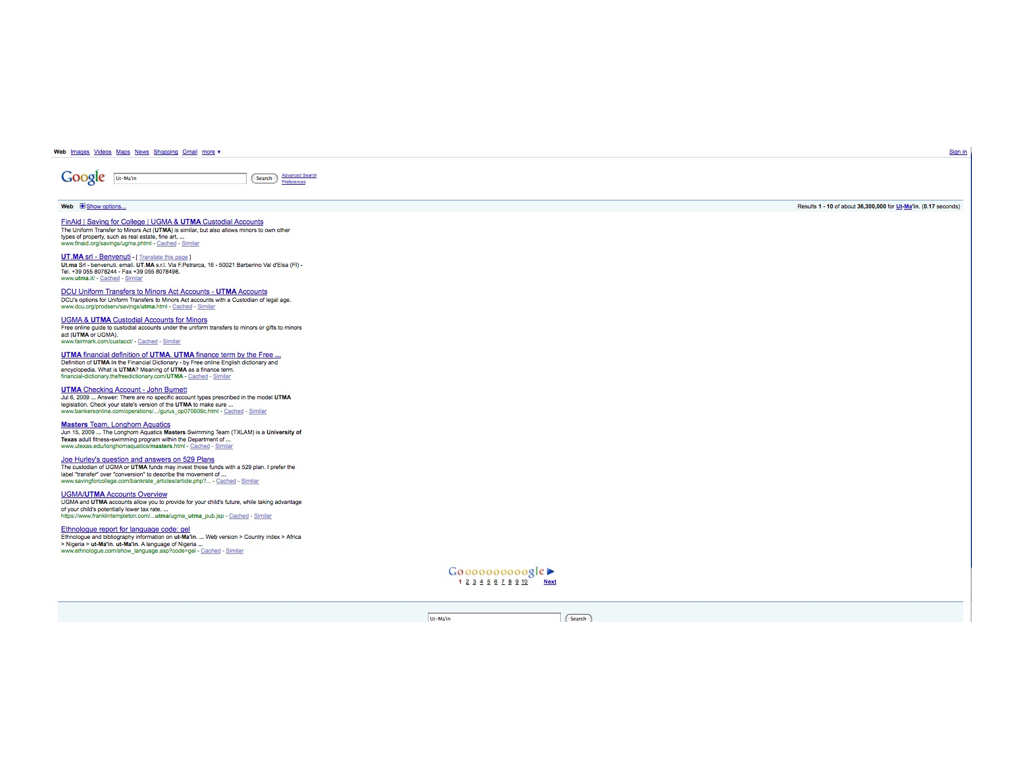 Web Images Videos Maps News Shopping Gmail more ▼ Sign in
Google Ut-Ma'in Search Advanced Search
Preferences
Web Show options... Results 1 - 10 of about 36,300,000 for Ut-Ma'in. (0.17 seconds)
FinAid | Saving for College | UGMA & UTMA Custodial Accounts
The Uniform Transfer to Minors Act (UTMA) is similar, but also allows minors to own other
types of property, such as real estate, fine art, ...
www.finaid.org/savings/ugma.phtml - Cached - Similar
UT.MA srl - Benvenuti - [ Translate this page ]
Ut.ma Srl - benvenuti. email. UT.MA s.r.l. Via F.Petrarca, 16 - 50021 Barberino Val d'Elsa (FI) -
Tel. +39 055 8078244 - Fax +39 055 8078498.
www.utma.it/ - Cached - Similar
DCU Uniform Transfers to Minors Act Accounts - UTMA Accounts
DCU's options for Uniform Transfers to Minors Act accounts with a Custodian of legal age.
www.dcu.org/prodserv/savings/utma.html - Cached - Similar
UGMA & UTMA Custodial Accounts for Minors
Free online guide to custodial accounts under the uniform transfers to minors or gifts to minors
act (UTMA or UGMA).
www.fairmark.com/custacct/ - Cached - Similar
UTMA financial definition of UTMA. UTMA finance term by the Free ...
Definition of UTMA in the Financial Dictionary - by Free online English dictionary and
encyclopedia. What is UTMA? Meaning of UTMA as a finance term.
financial-dictionary.thefreedictionary.com/UTMA - Cached - Similar
UTMA Checking Account - John Burnett
Jul 6, 2009 ... Answer: There are no specific account types prescribed in the model UTMA
legislation. Check your state's version of the UTMA to make sure ...
www.bankersonline.com/operations/.../gurus_op070609c.html - Cached - Similar
Masters Team, Longhorn Aquatics
Jun 15, 2009 ... The Longhorn Aquatics Masters Swimming Team (TXLAM) is a University of
Texas adult fitness-swimming program within the Department of ...
www.utexas.edu/longhornaquatics/masters.html - Cached - Similar
Joe Hurley's question and answers on 529 Plans
The custodian of UGMA or UTMA funds may invest those funds with a 529 plan. I prefer the
label "transfer" over "conversion" to describe the movement of ...
www.savingforcollege.com/bankrate_articles/article.php?... - Cached - Similar
UGMA/UTMA Accounts Overview
UGMA and UTMA accounts allow you to provide for your child's future, while taking advantage
of your child's potentially lower tax rate. ...
https://www.franklintempleton.com/...utma/ugma_utma_pub.jsp - Cached - Similar
Ethnologue report for language code: gel
Ethnologue and bibliography information on ut-Ma'in. ... Web version > Country index > Africa
> Nigeria > ut-Ma'in. ut-Ma'in. A language of Nigeria ...
www.ethnologue.com/show_language.asp?code=gel - Cached - Similar
Goooooooooogle
1 2 3 4 5 6 7 8 9 10 Next
Ut-Ma'in Search